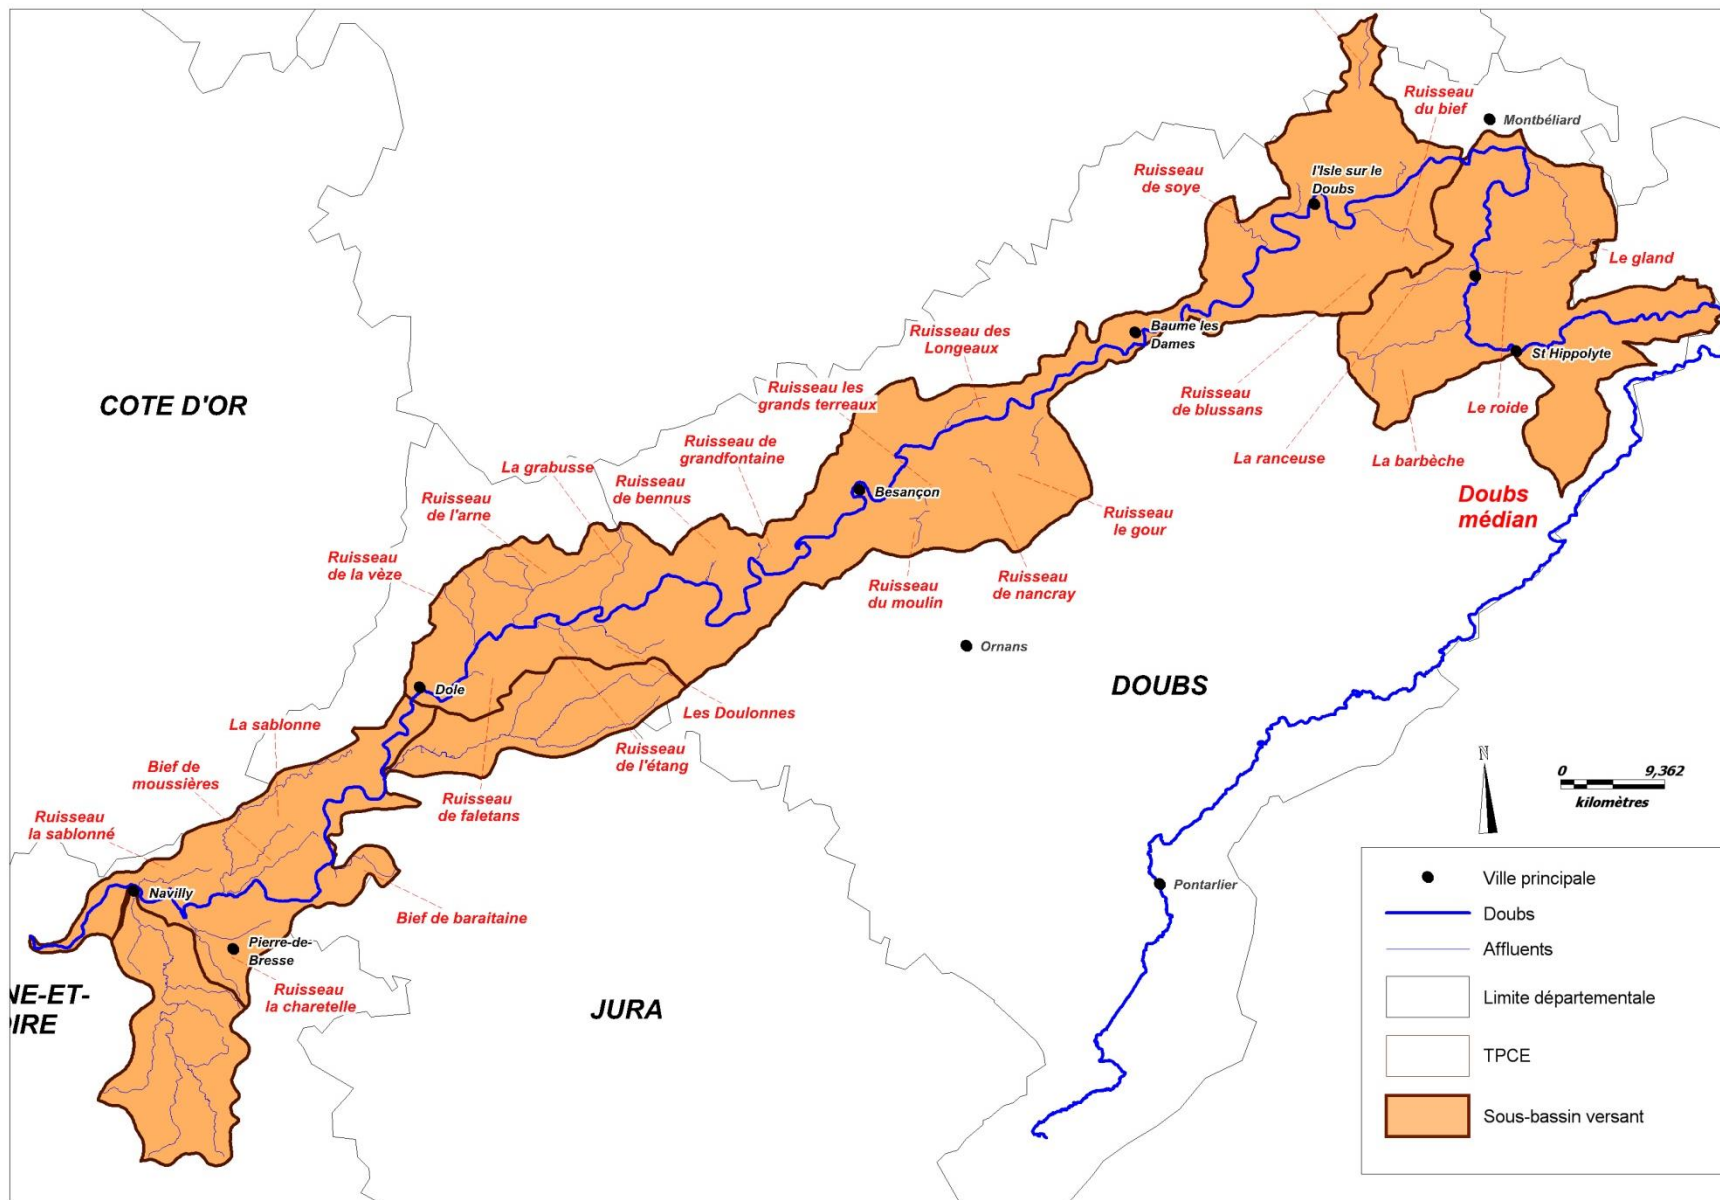 Ruisseau
du bief
Montbéliard
Ruisseau
de soye
l'Isle sur le
Doubs
Le gland
Ruisseau des
Longeaux
Baume les
Dames
St Hippolyte
Ruisseau les
grands terreaux
Ruisseau
de blussans
Le roide
COTE D'OR
La ranceuse
La barbèche
Ruisseau de
grandfontaine
La grabusse
Ruisseau
de bennus
Besançon
Doubs
médian
Ruisseau
de l'arne
Ruisseau
le gour
Ruisseau
de la vèze
Ruisseau
du moulin
Ruisseau
de nancray
Ornans
DOUBS
Dole
Les Doulonnes
La sablonne
Ruisseau
de l'étang
Bief de
moussières
Ruisseau
de faletans
N
0 9,362
kilomètres
Ruisseau
la sablonné
Navilly
Bief de baraitaine
Pontarlier
Pierre-de-
Bresse
Ruisseau
la charetelle
NE-ET-
IRE
JURA
Ville principale
Doubs
Affluents
Limite départementale
TPCE
Sous-bassin versant